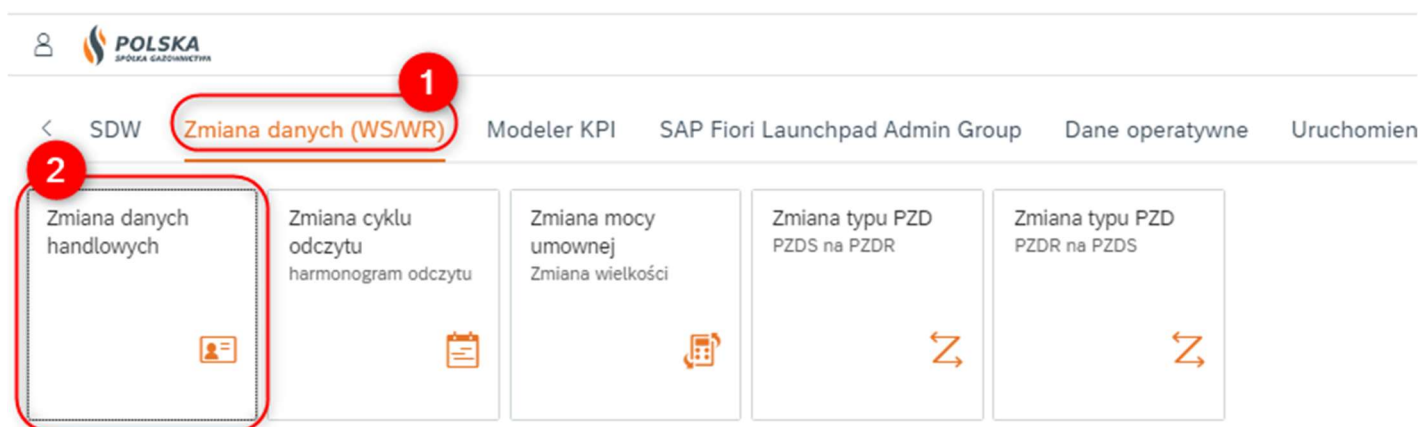 POLSKA
SPÓŁKA GAZOWNICTWA
1
SDW Zmiana danych (WS/WR) Modeler KPI SAP Fiori Launchpad Admin Group Dane operatywne Uruchomien
2
Zmiana danych
handlowych
Zmiana cyklu
odczytu
harmonogram odczytu
Zmiana mocy
umownej
Zmiana wielkości
Zmiana typu PZD
PZDS na PZDR
Zmiana typu PZD
PZDR na PZDS